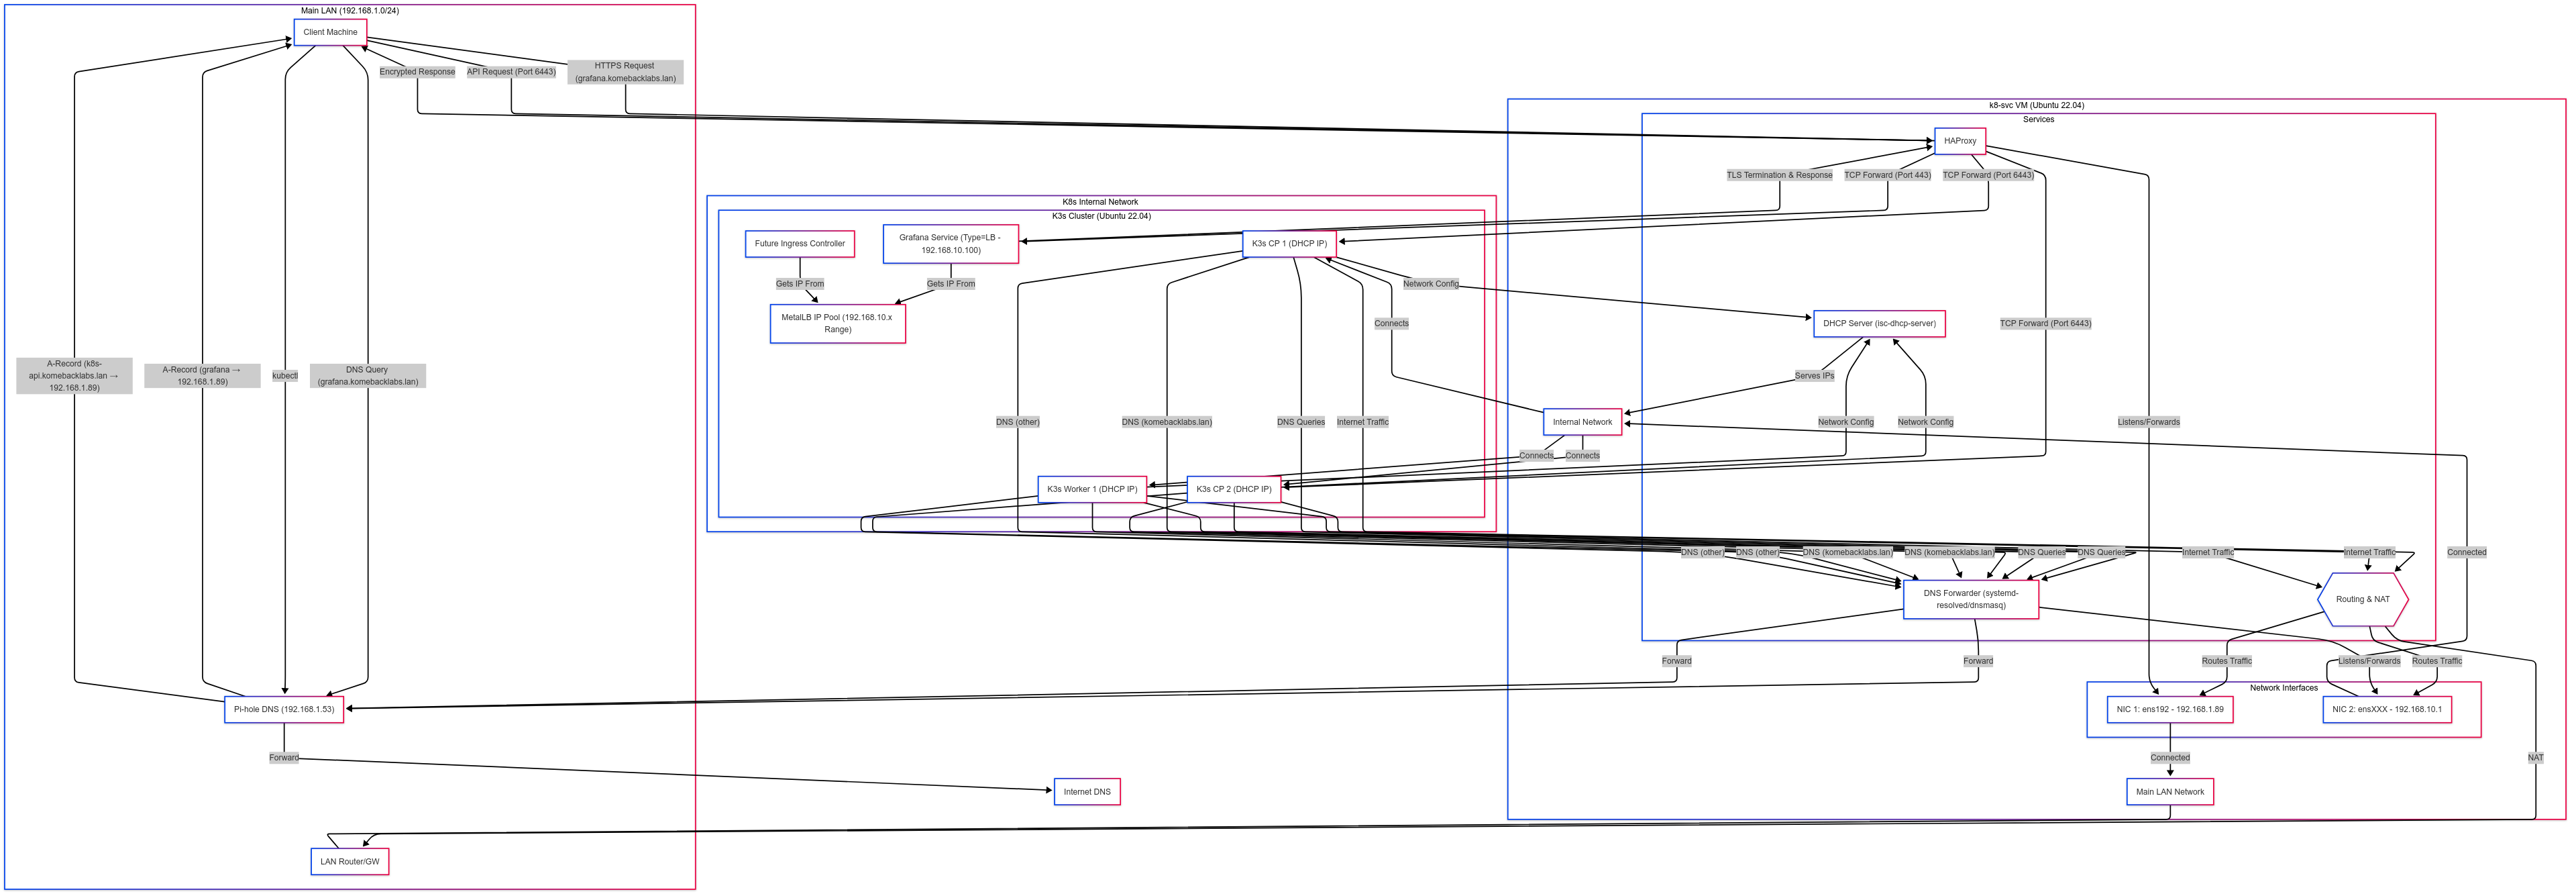 Main LAN (192.168.1.0/24)
Client Machine
Encrypted Response
API Request (Port 6443)
HTTPS Request
(grafana.komebacklabs.lan)
k8-svc VM (Ubuntu 22.04)
Services
HAProxy
TLS Termination & Response
TCP Forward (Port 443)
TCP Forward (Port 6443)
K8s Internal Network
K3s Cluster (Ubuntu 22.04)
Future Ingress Controller
Grafana Service (Type=LB -
192.168.10.100)
K3s CP 1 (DHCP IP)
Gets IP From
Gets IP From
Network Config
MetalLB IP Pool (192.168.10.x
Range)
Connects
DHCP Server (isc-dhcp-server)
TCP Forward (Port 6443)
A-Record (k8s-
api.komebacklabs.lan →
192.168.1.89)
A-Record (grafana →
192.168.1.89)
kubectl
DNS Query
(grafana.komebacklabs.lan)
Serves IPs
DNS (other)
DNS (komebacklabs.lan)
DNS Queries
Internet Traffic
Internal Network
Network Config
Network Config
Listens/Forwards
Connects
Connects
K3s Worker 1 (DHCP IP)
K3s CP 2 (DHCP IP)
DNS (other)
DNS (other)
DNS (komebacklabs.lan)
DNS (komebacklabs.lan)
DNS Queries
DNS Queries
Internet Traffic
Internet Traffic
Connected
DNS Forwarder (systemd-
resolved/dnsmasq)
Routing & NAT
Forward
Forward
Routes Traffic
Listens/Forwards
Routes Traffic
Network Interfaces
Pi-hole DNS (192.168.1.53)
NIC 1: ens192 - 192.168.1.89
NIC 2: ensXXX - 192.168.10.1
Forward
Connected
NAT
Internet DNS
Main LAN Network
LAN Router/GW